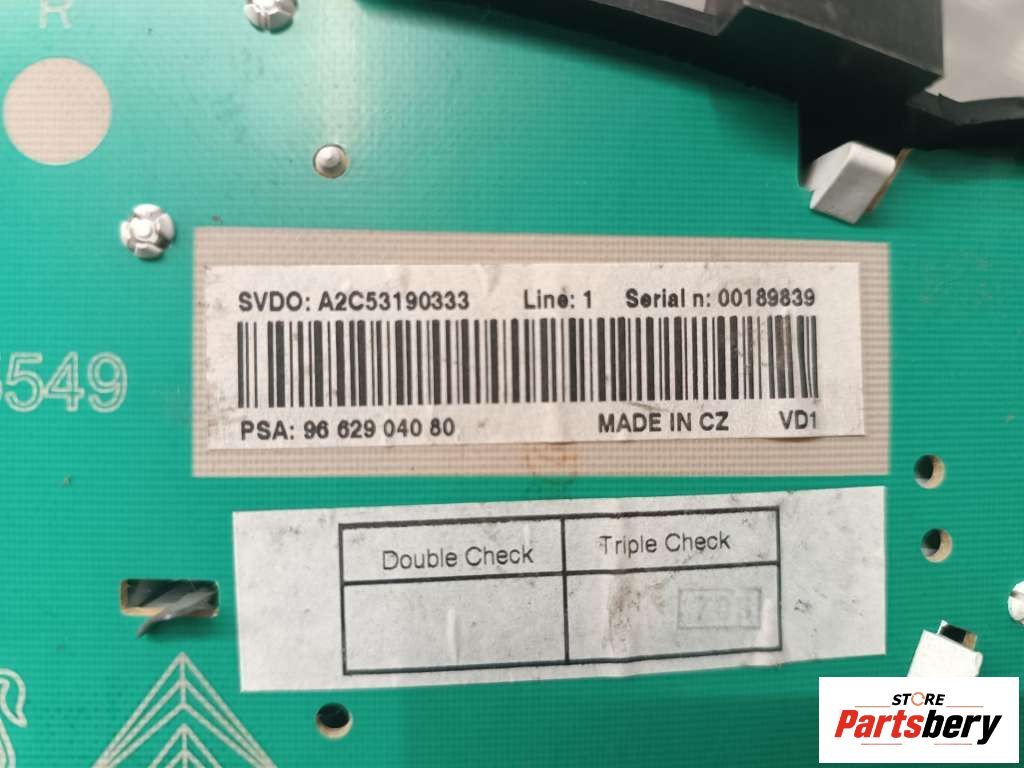 R
SVDO: A2C53190333 Line: 1 Serial n: 00189839
5549
PSA: 96 629 040 80 MADE IN CZ VD1
Double Check Triple Check
STORE
Partsbery